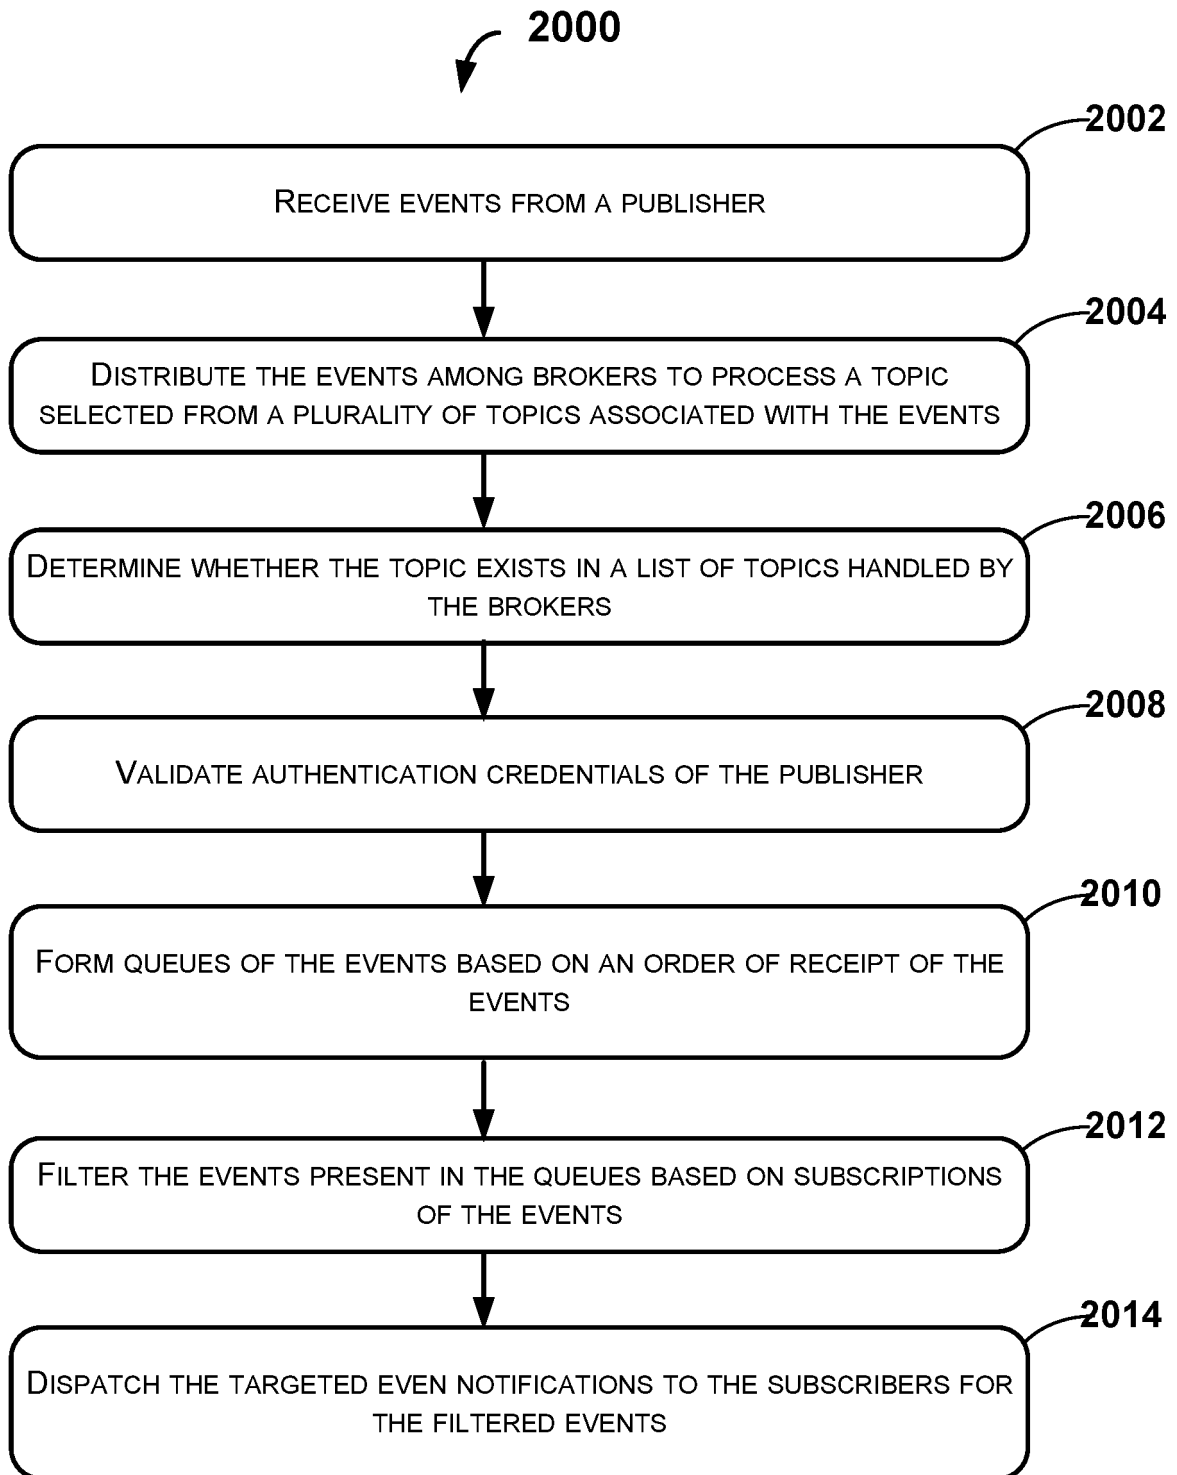 2000
2002
RECEIVE EVENTS FROM A PUBLISHER
2004
DISTRIBUTE THE EVENTS AMONG BROKERS TO PROCESS A TOPIC
SELECTED FROM A PLURALITY OF TOPICS ASSOCIATED WITH THE EVENTS
2006
DETERMINE WHETHER THE TOPIC EXISTS IN A LIST OF TOPICS HANDLED BY
THE BROKERS
2008
VALIDATE AUTHENTICATION CREDENTIALS OF THE PUBLISHER
2010
FORM QUEUES OF THE EVENTS BASED ON AN ORDER OF RECEIPT OF THE
EVENTS
2012
FILTER THE EVENTS PRESENT IN THE QUEUES BASED ON SUBSCRIPTIONS
OF THE EVENTS
2014
DISPATCH THE TARGETED EVEN NOTIFICATIONS TO THE SUBSCRIBERS FOR
THE FILTERED EVENTS